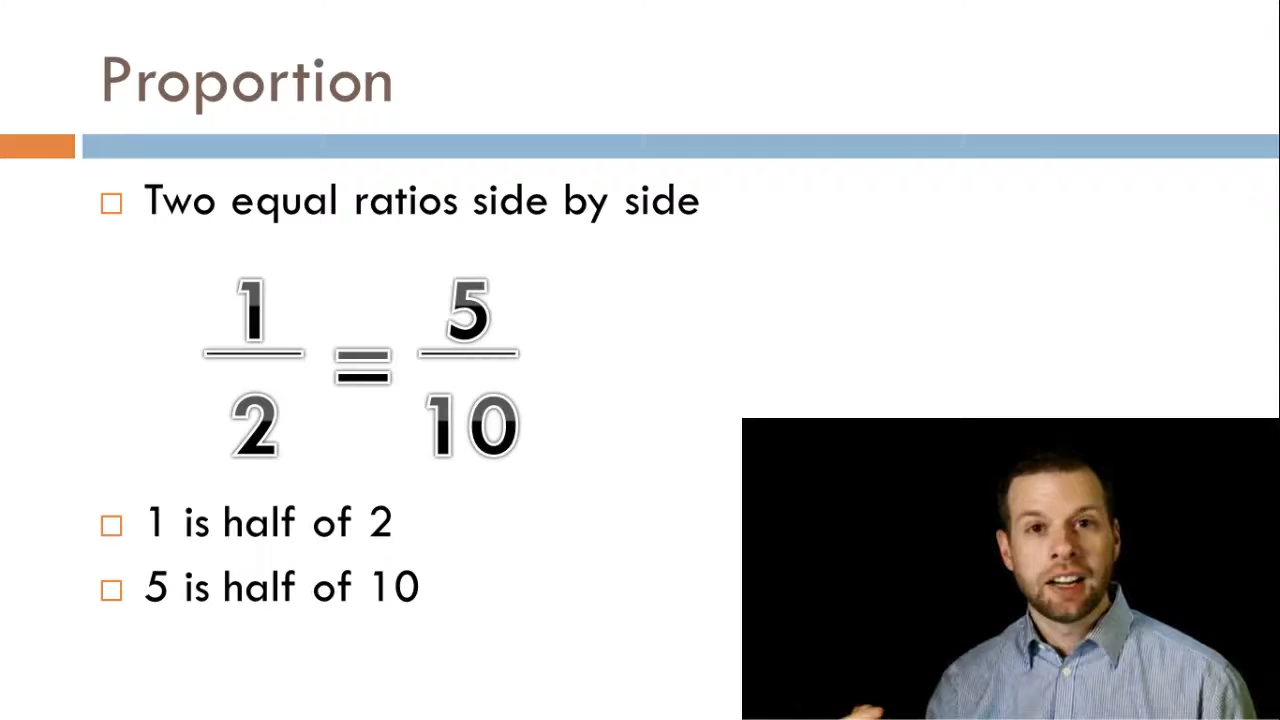 Proportion
Two equal ratios side by side
1/2 = 5/10
1 is half of 2
5 is half of 10